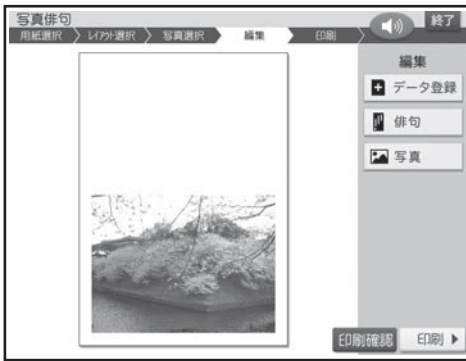 写真俳句
終了
用紙選択
レイアウト選択
写真選択
編集
印刷
編集
データ登録
俳句
写真
印刷確認
印刷